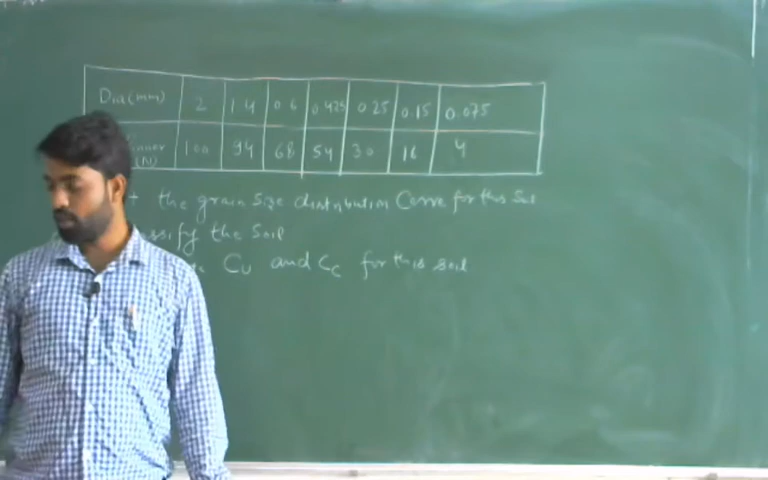 Dia(mm) 2 1.4 0.6 0.425 0.25 0.15 0.075
(N) 100 94 68 54 30 16 4
the grain size distribution Curve for this Soil
ssify the Soil
Cu and Cc for this soil